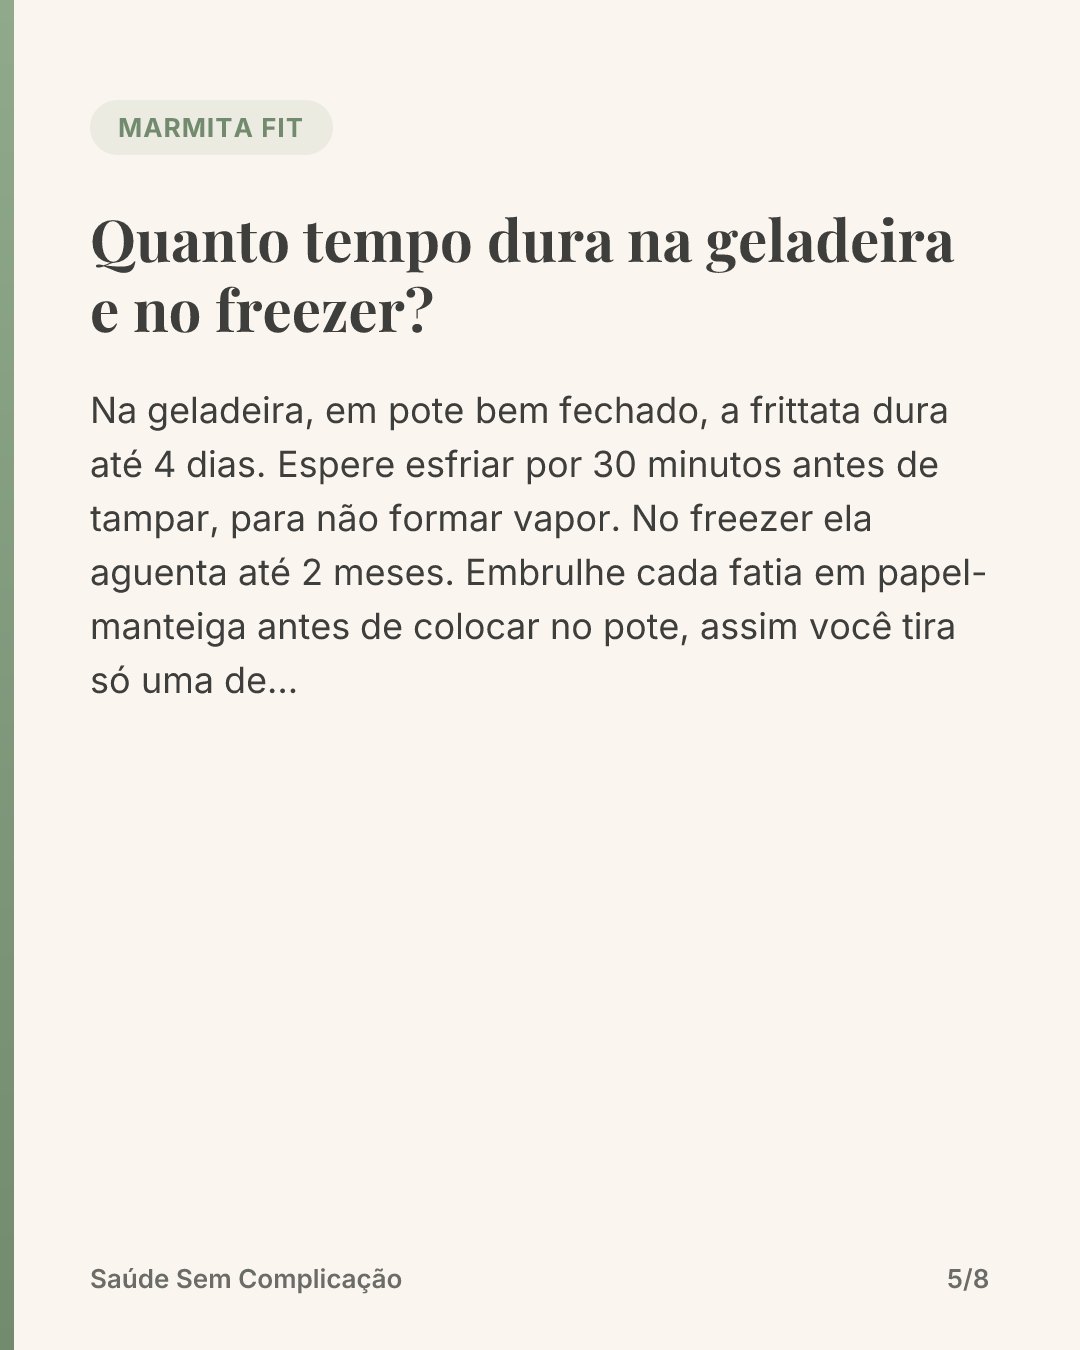 MARMITA FIT
Quanto tempo dura na geladeira
e no freezer?
Na geladeira, em pote bem fechado, a frittata dura
até 4 dias. Espere esfriar por 30 minutos antes de
tampar, para não formar vapor. No freezer ela
aguenta até 2 meses. Embrulhe cada fatia em papel-
manteiga antes de colocar no pote, assim você tira
só uma de...
Saúde Sem Complicação
5/8